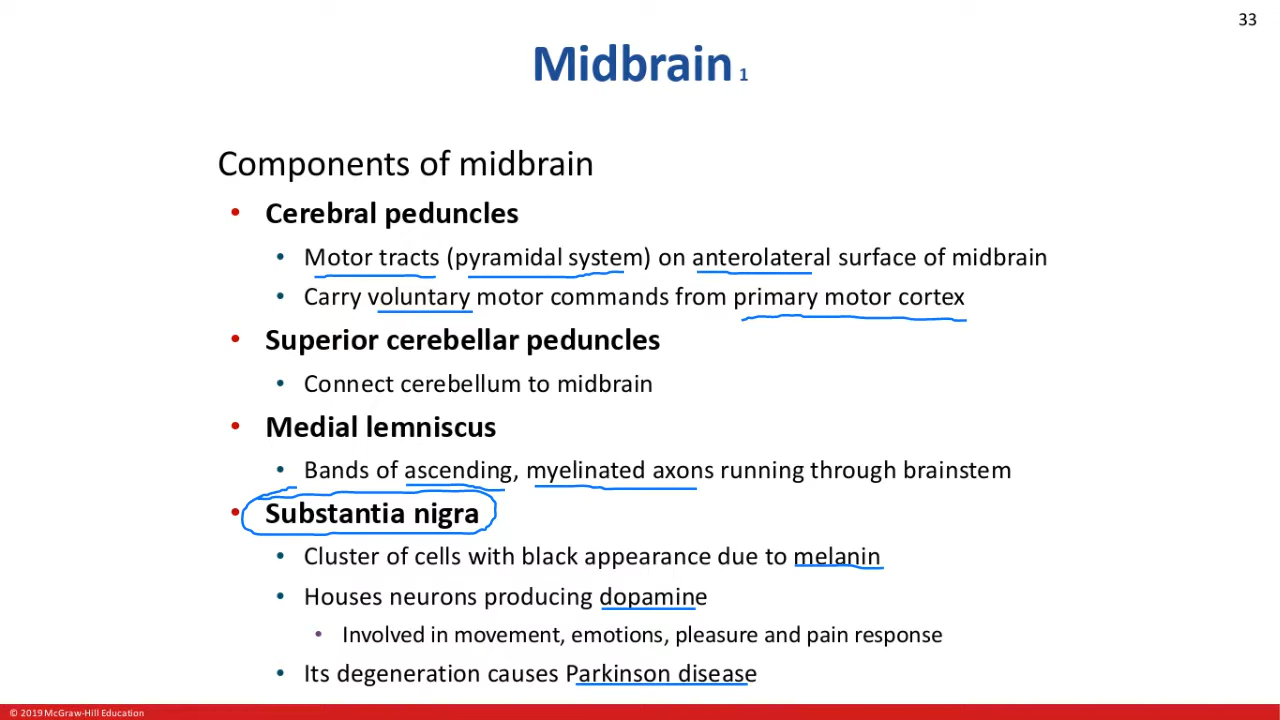 33
Midbrain 1
Components of midbrain
• Cerebral peduncles
• Motor tracts (pyramidal system) on anterolateral surface of midbrain
• Carry voluntary motor commands from primary motor cortex
• Superior cerebellar peduncles
• Connect cerebellum to midbrain
• Medial lemniscus
• Bands of ascending, myelinated axons running through brainstem
• Substantia nigra
• Cluster of cells with black appearance due to melanin
• Houses neurons producing dopamine
• Involved in movement, emotions, pleasure and pain response
• Its degeneration causes Parkinson disease
© 2019 McGraw-Hill Education